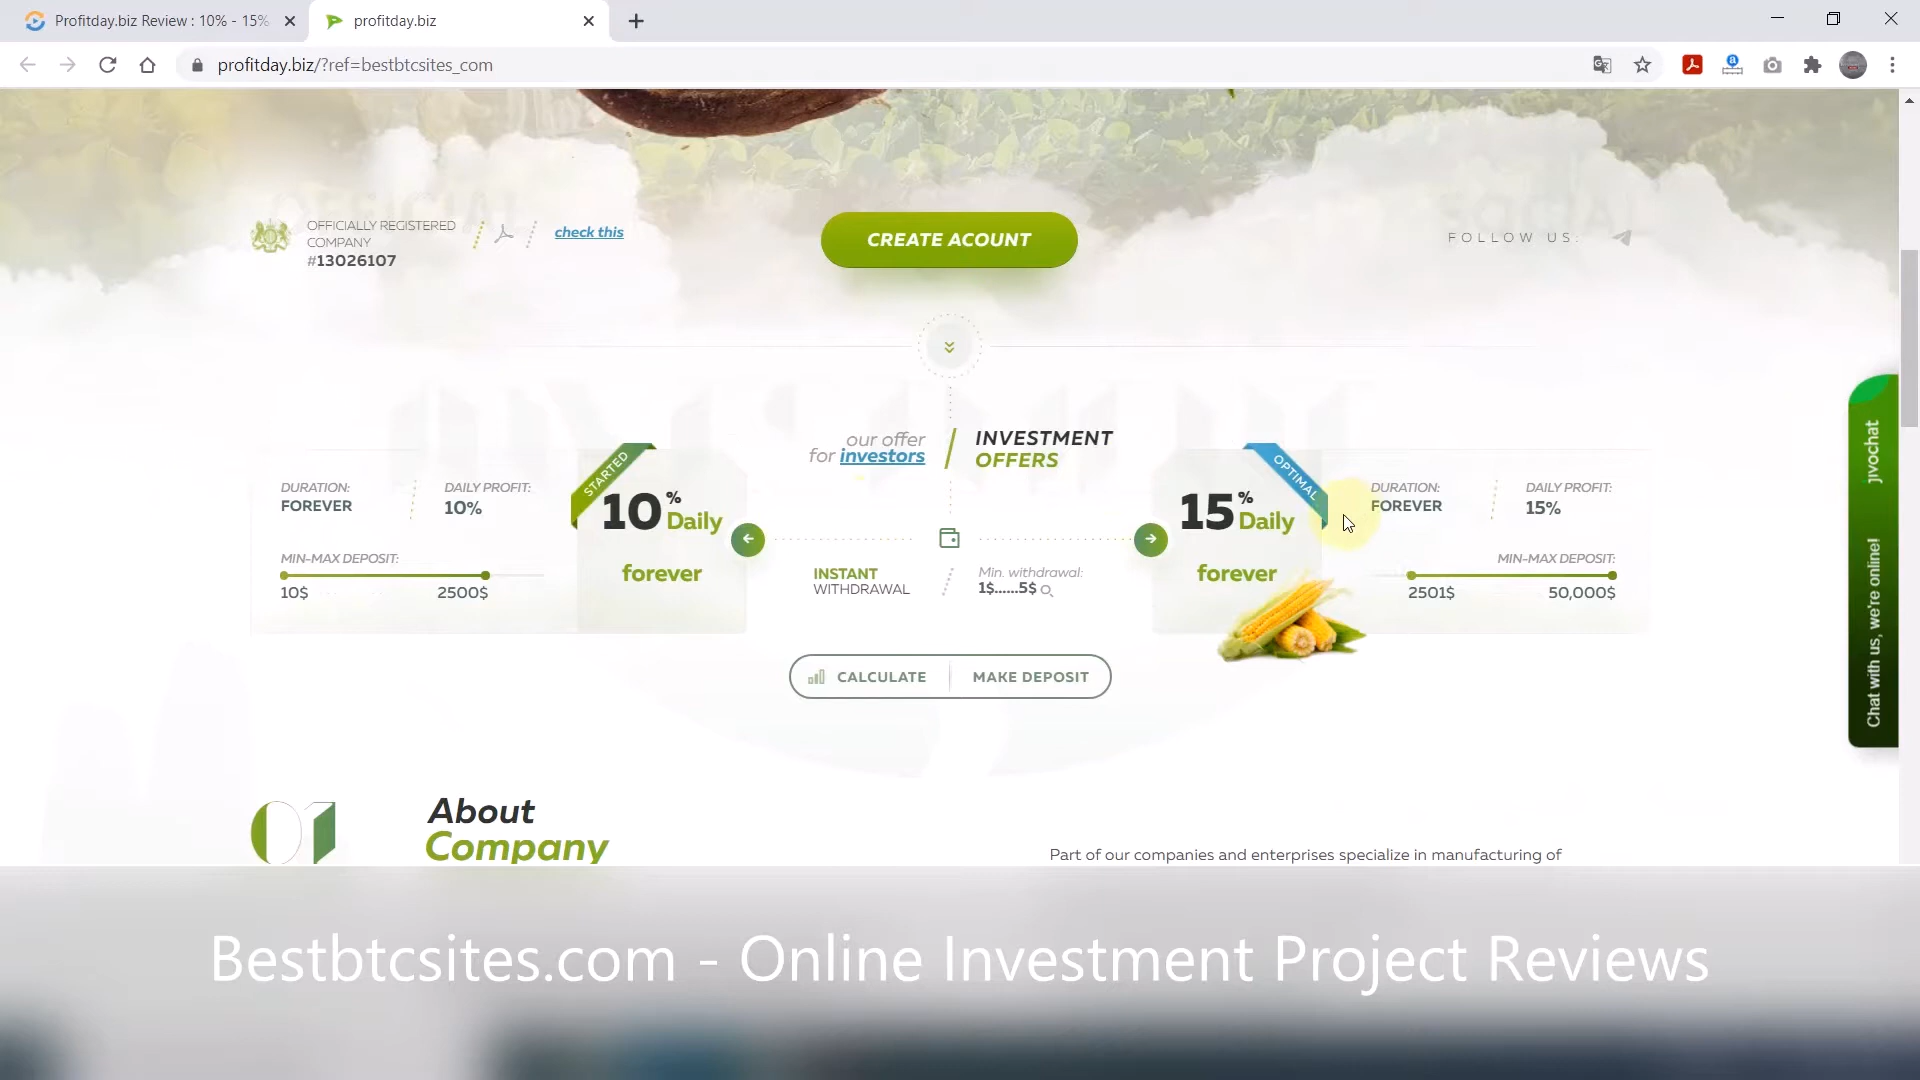 Profitday.biz Review : 10% - 15%
profitday.biz
profitday.biz/?ref=bestbtcsites_com
OFFICIALLY REGISTERED
COMPANY
#13026107
check this
CREATE ACOUNT
FOLLOW US:
our offer
for investors
INVESTMENT
OFFERS
DURATION:
FOREVER
DAILY PROFIT:
10%
MIN-MAX DEPOSIT:
10$ 2500$
STARTED
10% Daily
forever
INSTANT
WITHDRAWAL
Min. withdrawal:
1$......5$
OPTIMAL
15% Daily
forever
DURATION:
FOREVER
DAILY PROFIT:
15%
MIN-MAX DEPOSIT:
2501$ 50,000$
CALCULATE
MAKE DEPOSIT
jivochat
Chat with us, we're online!
01
About
Company
Part of our companies and enterprises specialize in manufacturing of
Bestbtcsites.com - Online Investment Project Reviews